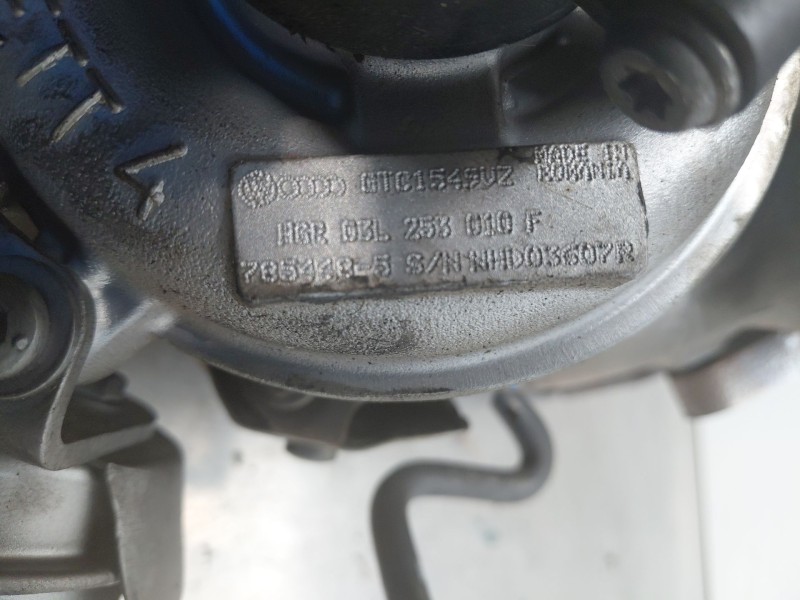 GTC1549VZ MADE IN
ROMANIA
HGR 03L 253 010 F
785448-5 S/N NHD03607R